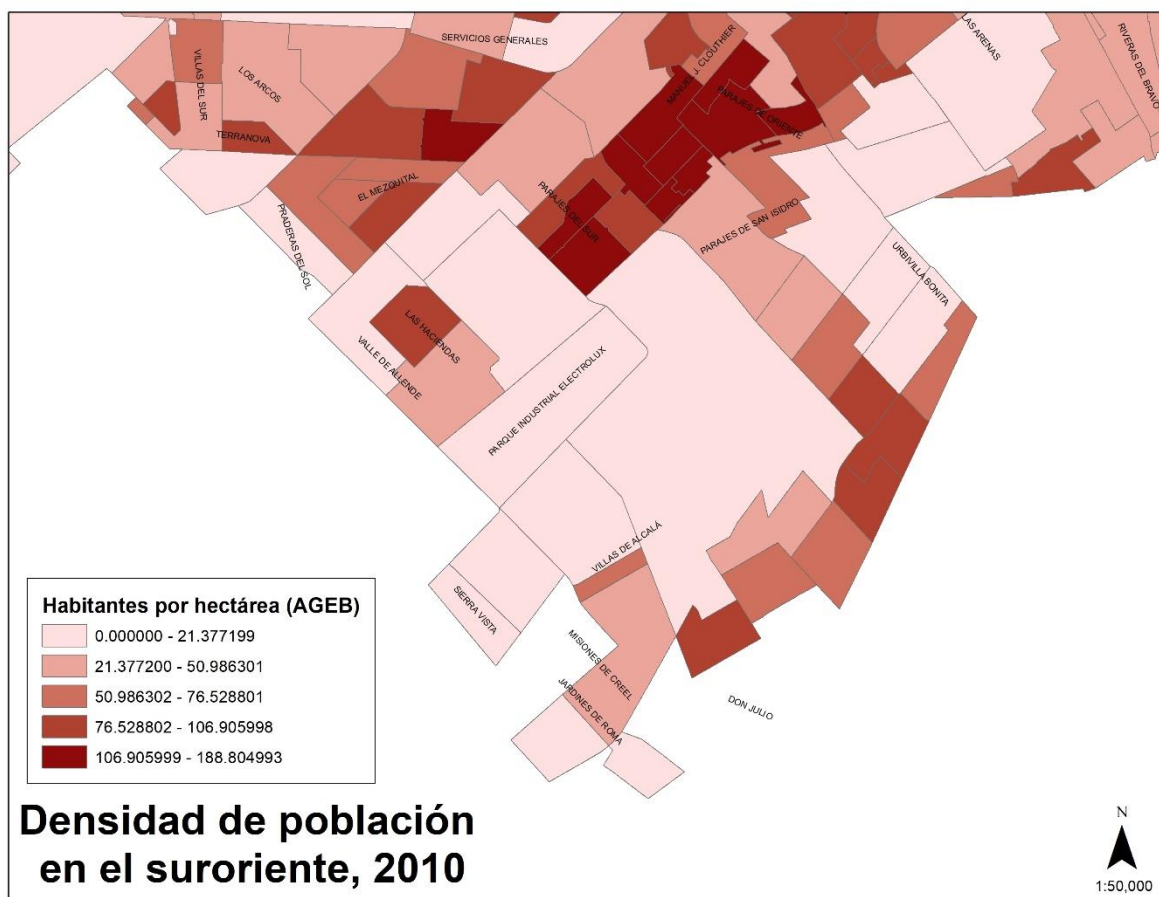 SERVICIOS GENERALES
VILLAS DEL SUR
LOS ARCOS
TERRANOVA
EL MEZQUITAL
PRADERAS DEL SOL
MANUEL J. CLOUTHIER
PARAJES DE ORIENTE
LAS ARENAS
RIVERAS DEL BRAVO
PARAJES DEL SUR
PARAJES DE SAN ISIDRO
URBIVILLA BONITA
LAS HACIENDAS
VALLE DE ALLENDE
PARQUE INDUSTRIAL ELECTROLUX
VILLAS DE ALCALÁ
SIERRA VISTA
MISIONES DE CREEL
JARDINES DE ROMA
DON JULIO
Habitantes por hectárea (AGEB)
0.000000 - 21.377199
21.377200 - 50.986301
50.986302 - 76.528801
76.528802 - 106.905998
106.905999 - 188.804993
Densidad de población
en el suroriente, 2010
N
1:50,000